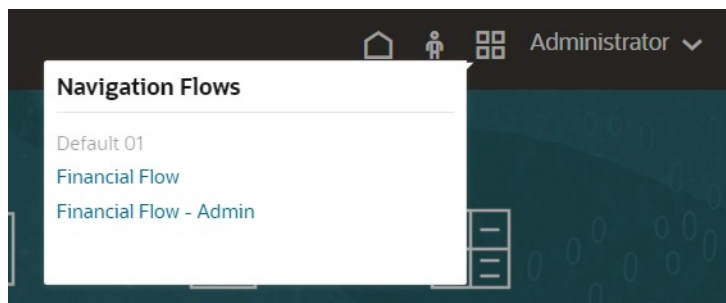 Administrator
Navigation Flows
Default 01
Financial Flow
Financial Flow - Admin